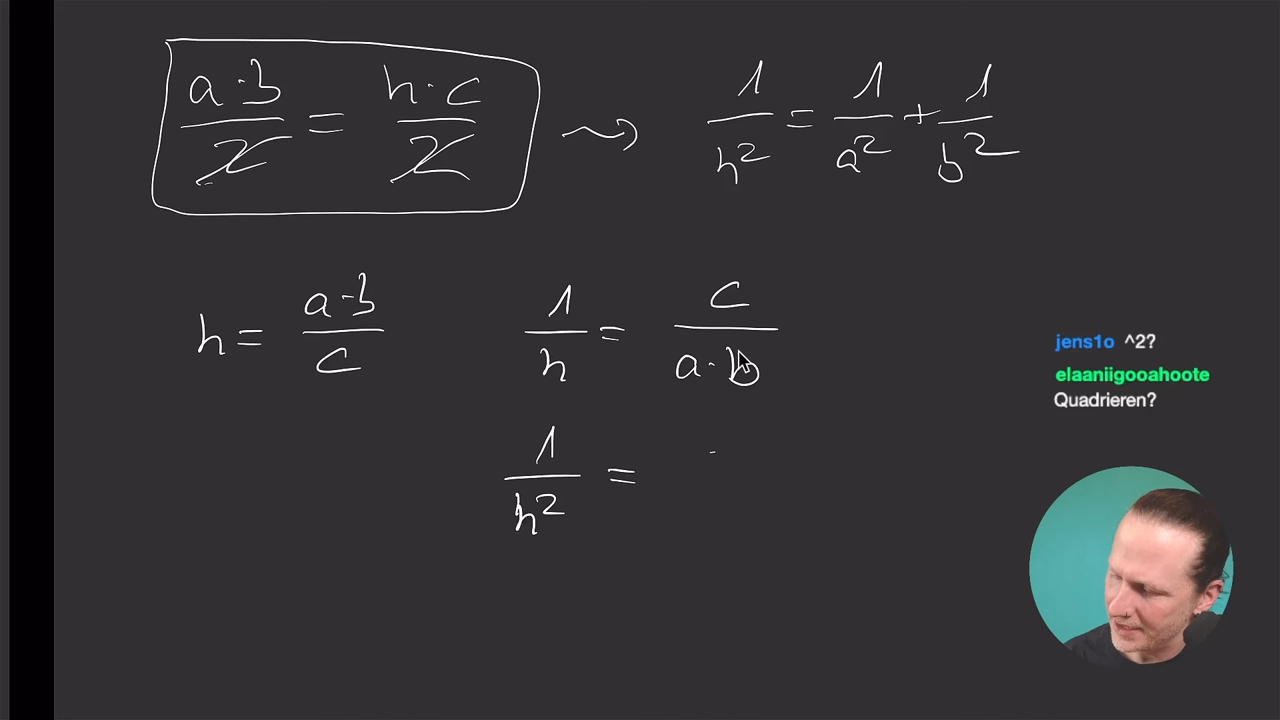 a·b/2 = h·c/2 ⇝ 1/h² = 1/a² + 1/b²
h = a·b/c 1/h = c/a·b
jens1o ^2?
elaaniigooahoote
Quadrieren?
1/h² =